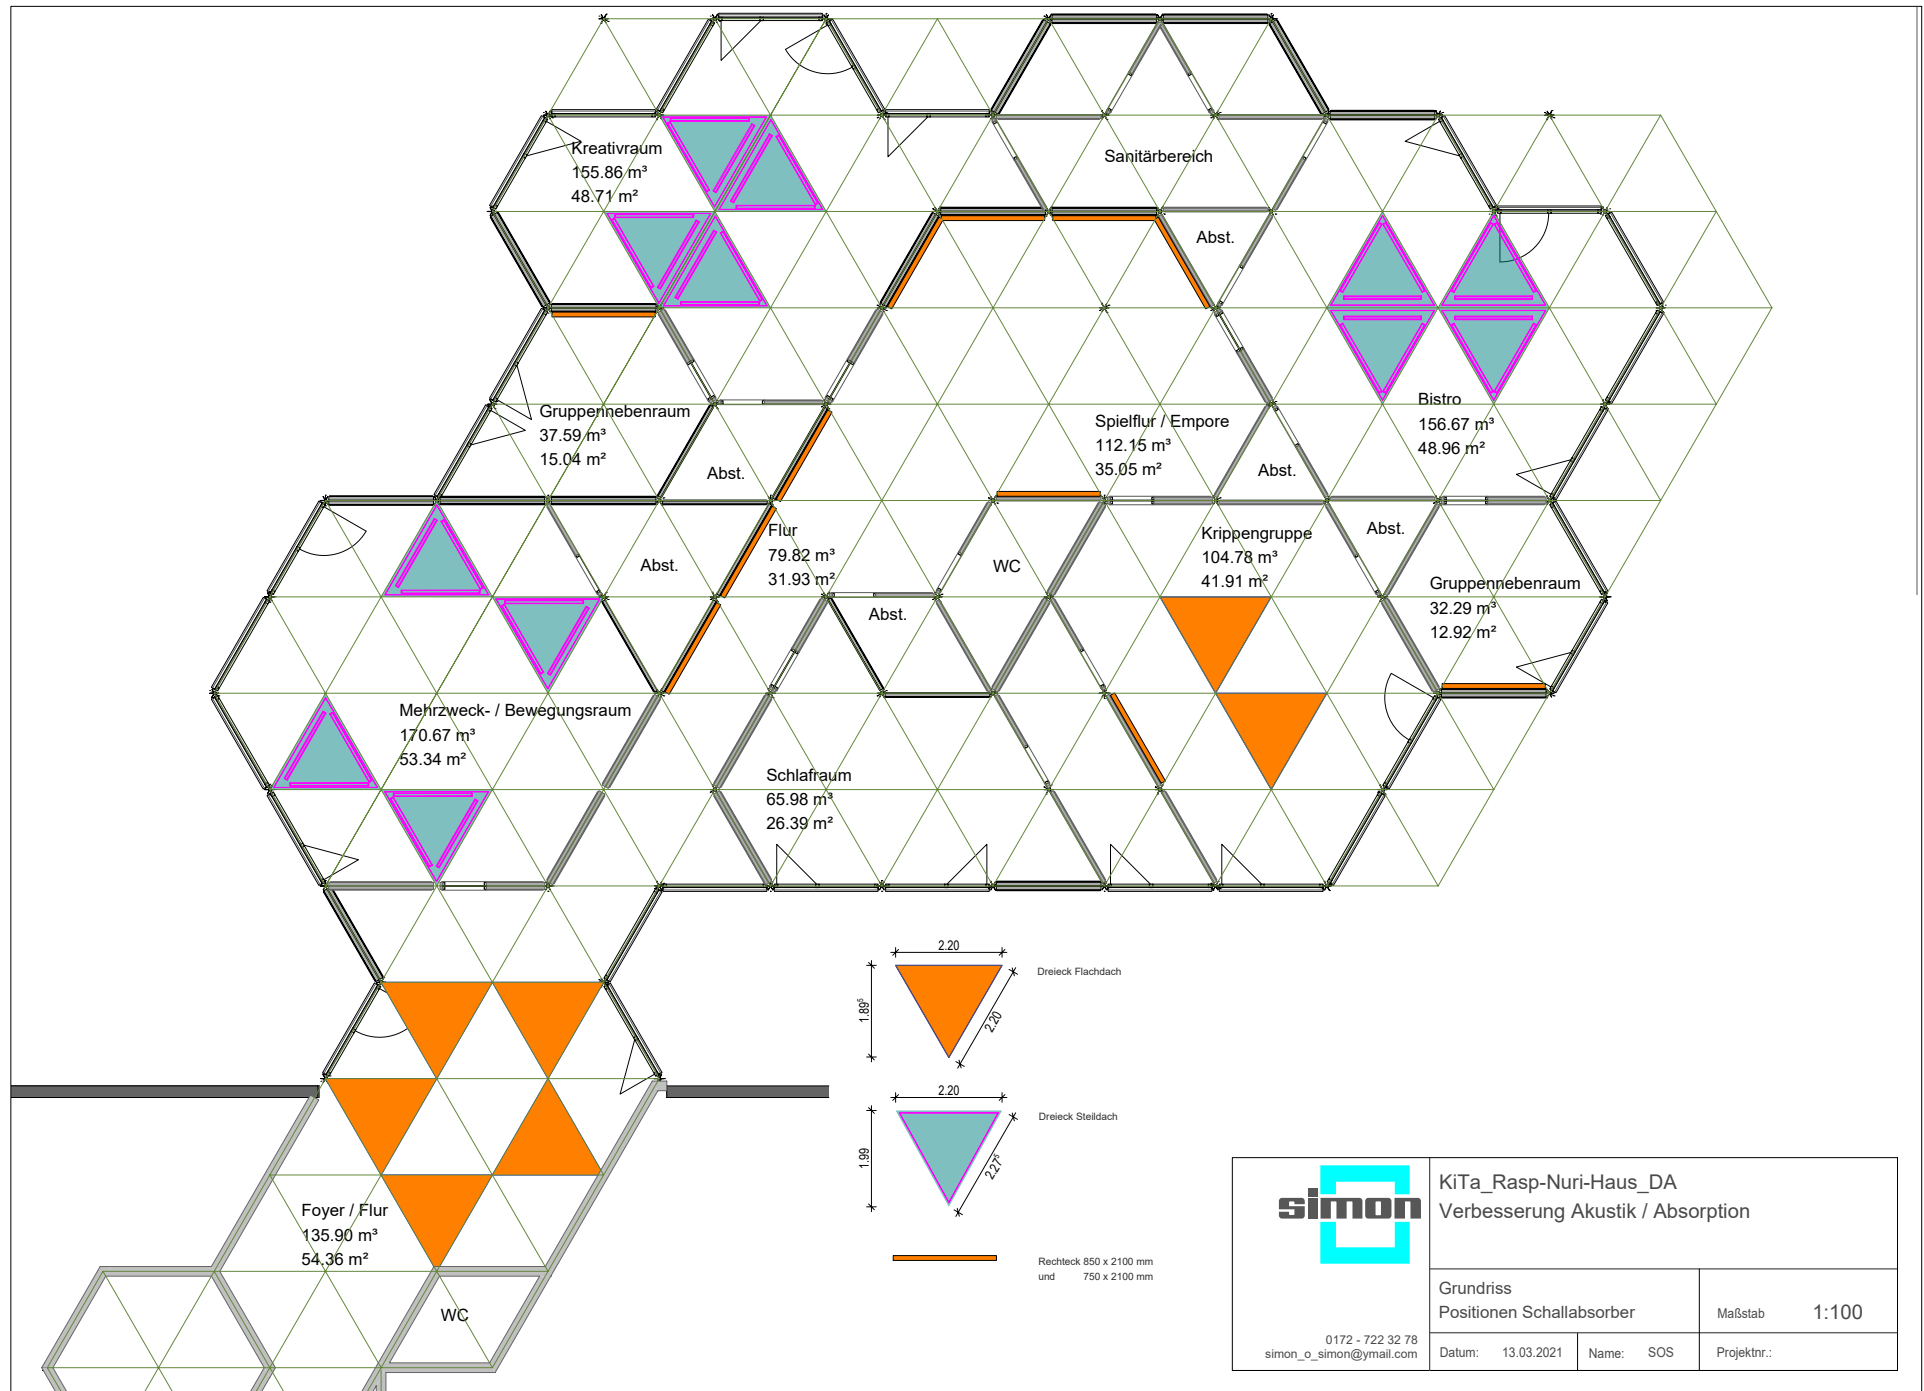 Kreativraum
155.86 m³
48.71 m²
Sanitärbereich
Abst.
Gruppennebenraum
37.59 m³
15.04 m²
Abst.
Spielflur / Empore
112.15 m³
35.05 m²
Abst.
Bistro
156.67 m³
48.96 m²
Abst.
Flur
79.82 m³
31.93 m²
WC
Abst.
Krippengruppe
104.78 m³
41.91 m²
Abst.
Gruppennebenraum
32.29 m³
12.92 m²
Mehrzweck- / Bewegungsraum
170.67 m³
53.34 m²
Schlafraum
65.98 m³
26.39 m²
Foyer / Flur
135.90 m³
54.36 m²
WC
2.20
1.89⁵
2.20
Dreieck Flachdach
2.20
1.99
2.27⁵
Dreieck Steildach
Rechteck 850 x 2100 mm
und 750 x 2100 mm
simon
0172 - 722 32 78
simon_o_simon@ymail.com
KiTa_Rasp-Nuri-Haus_DA
Verbesserung Akustik / Absorption
Grundriss
Positionen Schallabsorber
Maßstab 1:100
Datum: 13.03.2021 Name: SOS Projektnr.: